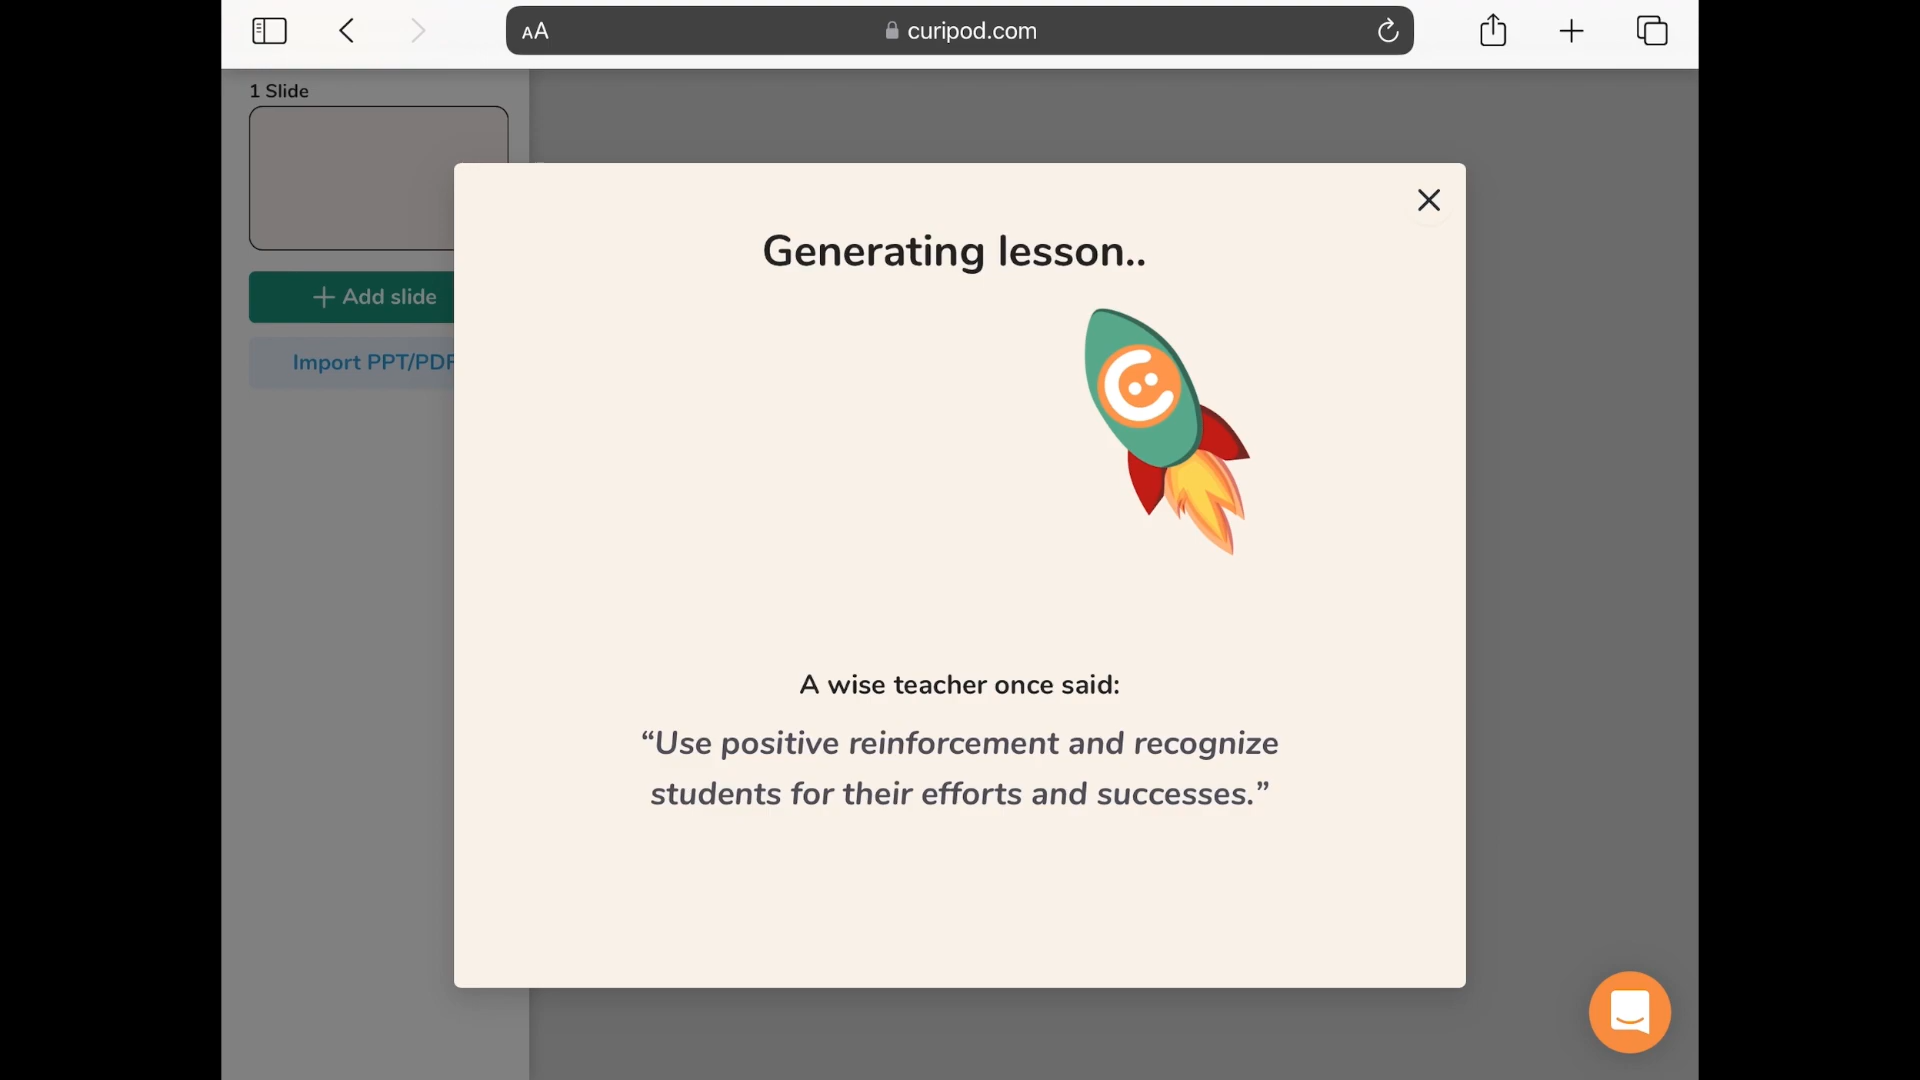 AA
curipod.com
1 Slide
+ Add slide
Import PPT/PDF
Generating lesson..
A wise teacher once said:
“Use positive reinforcement and recognize
students for their efforts and successes.”